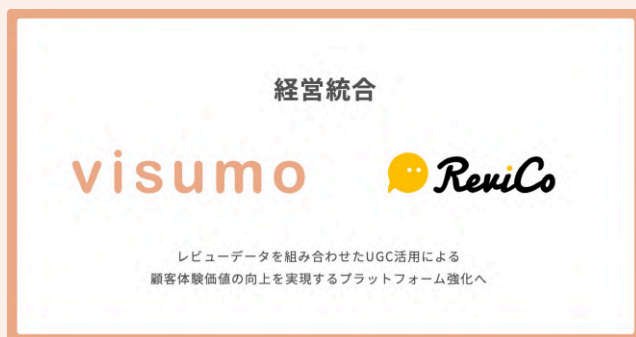 経営統合
visumo
ReviCo
レビューデータを組み合わせたUGC活用による
顧客体験価値の向上を実現するプラットフォーム強化へ